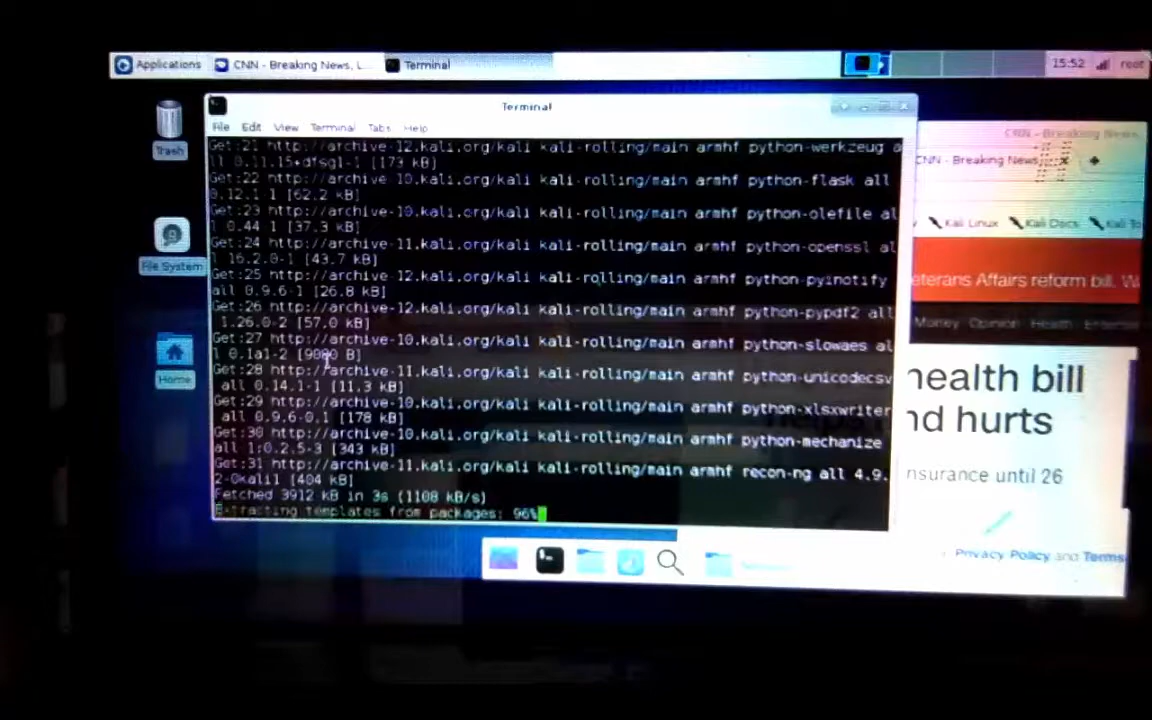 Applications
CNN - Breaking News, L...
Terminal
15:52
root
Terminal
File Edit View Terminal Tabs Help
Trash
File System
Home
Get:21 http://archive-12.kali.org/kali kali-rolling/main armhf python-werkzeug a
ll 0.11.15+dfsg1-1 [173 kB]
Get:22 http://archive-10.kali.org/kali kali-rolling/main armhf python-flask all
0.12.1-1 [62.2 kB]
Get:23 http://archive-10.kali.org/kali kali-rolling/main armhf python-olefile al
l 0.44-1 [37.3 kB]
Get:24 http://archive-11.kali.org/kali kali-rolling/main armhf python-openssl al
l 16.2.0-1 [43.7 kB]
Get:25 http://archive-12.kali.org/kali kali-rolling/main armhf python-pyinotify
all 0.9.6-1 [26.8 kB]
Get:26 http://archive-12.kali.org/kali kali-rolling/main armhf python-pypdf2 all
1.26.0-2 [57.0 kB]
Get:27 http://archive-10.kali.org/kali kali-rolling/main armhf python-slowaes al
l 0.1a1-2 [9080 B]
Get:28 http://archive-11.kali.org/kali kali-rolling/main armhf python-unicodecsv
all 0.14.1-1 [11.3 kB]
Get:29 http://archive-10.kali.org/kali kali-rolling/main armhf python-xlsxwriter
all 0.9.6-0.1 [178 kB]
Get:30 http://archive-10.kali.org/kali kali-rolling/main armhf python-mechanize
all 1:0.2.5-3 [343 kB]
Get:31 http://archive-11.kali.org/kali kali-rolling/main armhf recon-ng all 4.9.
2-0kali1 [404 kB]
Fetched 3912 kB in 3s (1108 kB/s)
Extracting templates from packages: 96%
CNN - Breaking News
CNN - Breaking News
Kali Linux Kali Docs Kali To
eterans Affairs reform bill. W
Money Opinion Health
health bill
nd hurts
nsurance until 26
Privacy Policy and Terms